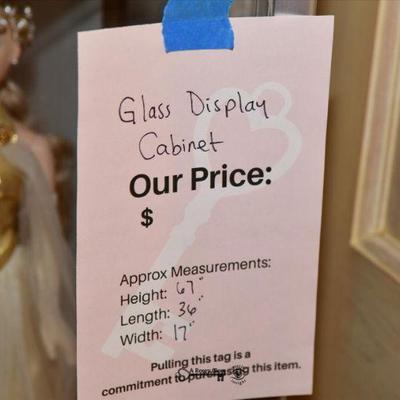 Glass Display
Cabinet
Our Price:
$
Approx Measurements:
Height: 67"
Length: 36"
Width: 17"
Pulling this tag is a
commitment to purchasing this item.